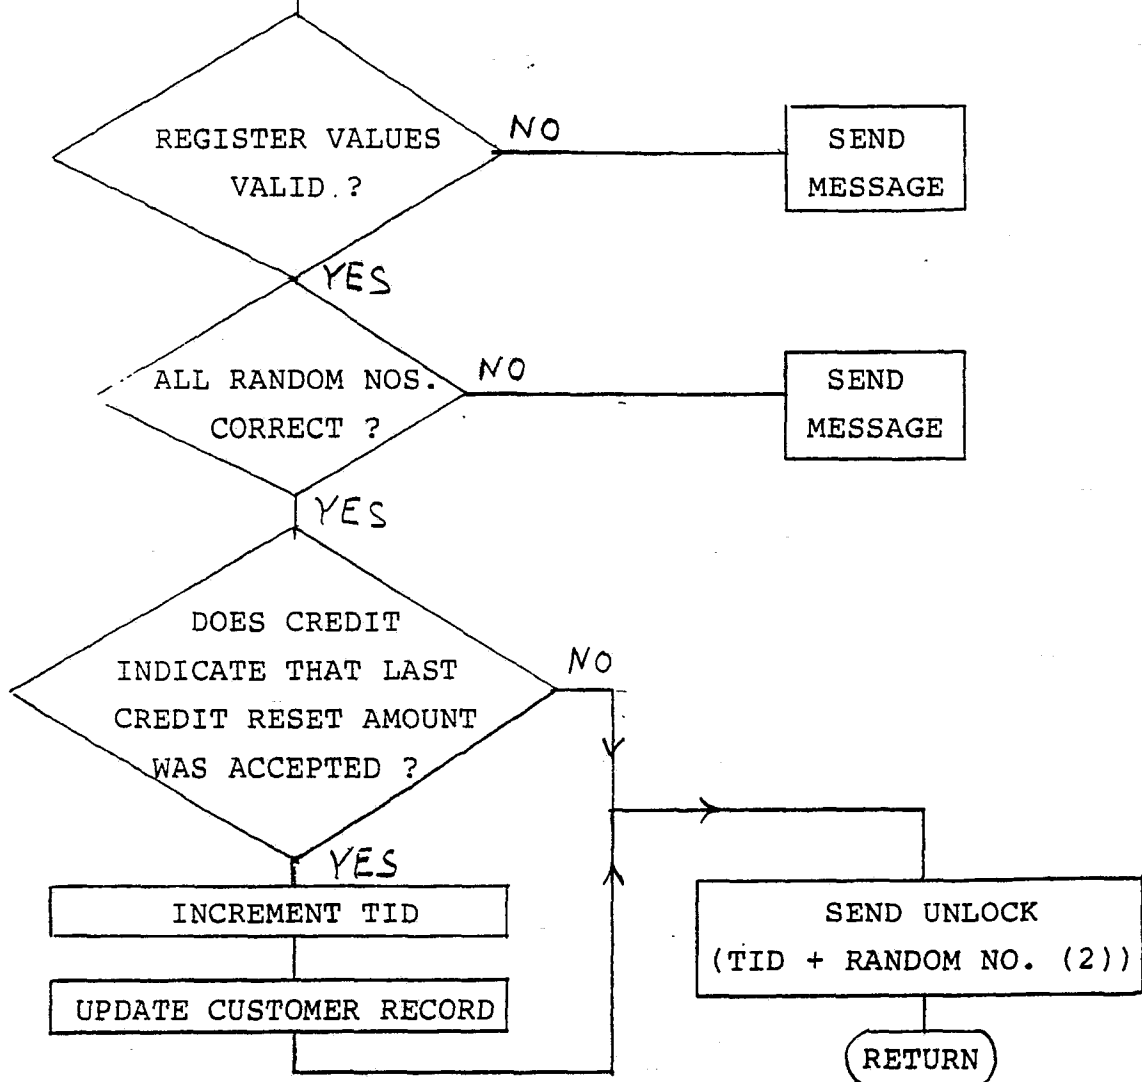 REGISTER VALUES
VALID ?
NO
SEND
MESSAGE
YES
ALL RANDOM NOS.
CORRECT ?
NO
SEND
MESSAGE
YES
DOES CREDIT
INDICATE THAT LAST
CREDIT RESET AMOUNT
WAS ACCEPTED ?
NO
YES
INCREMENT TID
UPDATE CUSTOMER RECORD
SEND UNLOCK
(TID + RANDOM NO. (2))
RETURN